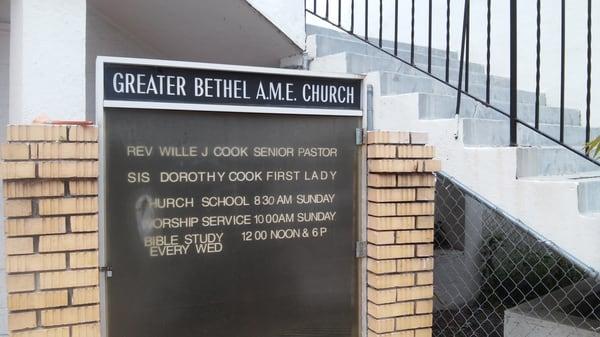 GREATER BETHEL A.M.E. CHURCH
REV WILLE J COOK SENIOR PASTOR
SIS DOROTHY COOK FIRST LADY
CHURCH SCHOOL 8 30 AM SUNDAY
WORSHIP SERVICE 10 00AM SUNDAY
BIBLE STUDY 12 00 NOON & 6 P
EVERY WED